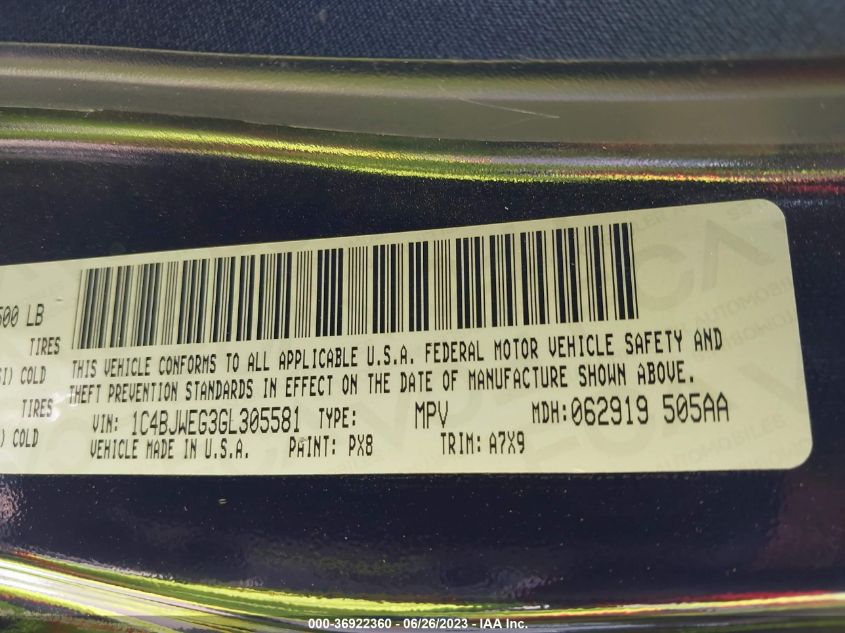 500 LB
TIRES
SI) COLD
TIRES
) COLD
THIS VEHICLE CONFORMS TO ALL APPLICABLE U.S.A. FEDERAL MOTOR VEHICLE SAFETY AND
THEFT PREVENTION STANDARDS IN EFFECT ON THE DATE OF MANUFACTURE SHOWN ABOVE.
VIN: 1C4BJWEG3GL305581 TYPE: MPV MDH:062919 505AA
VEHICLE MADE IN U.S.A. PAINT: PX8 TRIM: A7X9
000-36922360 - 06/26/2023 - IAA Inc.